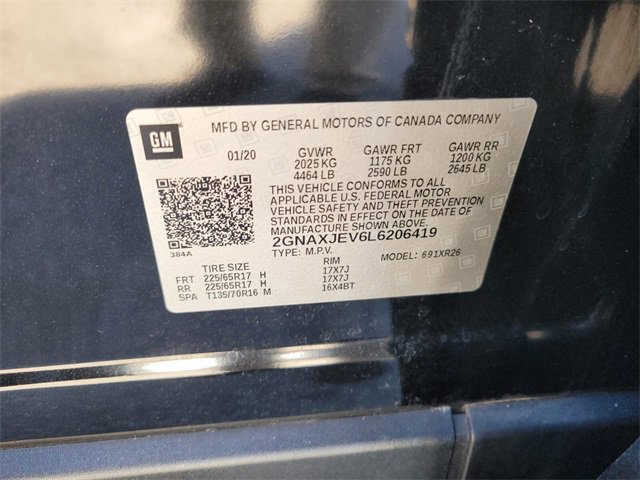 GM
MFD BY GENERAL MOTORS OF CANADA COMPANY
01/20 GVWR GAWR FRT GAWR RR
2025 KG 1175 KG 1200 KG
4464 LB 2590 LB 2645 LB
THIS VEHICLE CONFORMS TO ALL
APPLICABLE U.S. FEDERAL MOTOR
VEHICLE SAFETY AND THEFT PREVENTION
STANDARDS IN EFFECT ON THE DATE OF
MANUFACTURE SHOWN ABOVE.
2GNAXJEV6L6206419
384A
TYPE: M.P.V. MODEL: 691XR26
TIRE SIZE RIM
FRT 225/65R17 H 17X7J
RR 225/65R17 H 17X7J
SPA T135/70R16 M 16X4BT